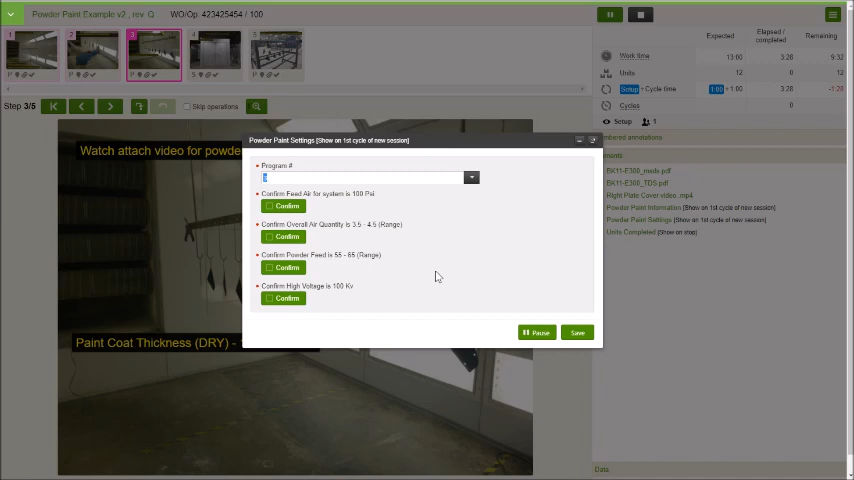 Powder Paint Example v2 , rev
WO/Op. 423425454 / 100
1
2
3
4
5
P
P
P
S
P
Step 3/5
Skip operations
Expected
Elapsed / completed
Remaining
Work time 13:00 3:28 9:32
Units 12 0 12
Setup + Cycle time 1:00 + 1:00 3:28 -1:28
Cycles 0
Setup 1
Watch attach video for powde
Paint Coat Thickness (DRY) -
Powder Paint Settings [Show on 1st cycle of new session]
Program #
Confirm Feed Air for system is 100 Psi
Confirm
Confirm Overall Air Quantity is 3.5 - 4.5 (Range)
Confirm
Confirm Powder Feed is 55 - 65 (Range)
Confirm
Confirm High Voltage is 100 Kv
Confirm
Pause
Save
mbered annotations
ments
BK11-E300_msds.pdf
BK11-E300_TDS.pdf
Right Plate Cover video .mp4
Powder Paint Information [Show on 1st cycle of new session]
Powder Paint Settings [Show on 1st cycle of new session]
Units Completed [Show on stop]
Data